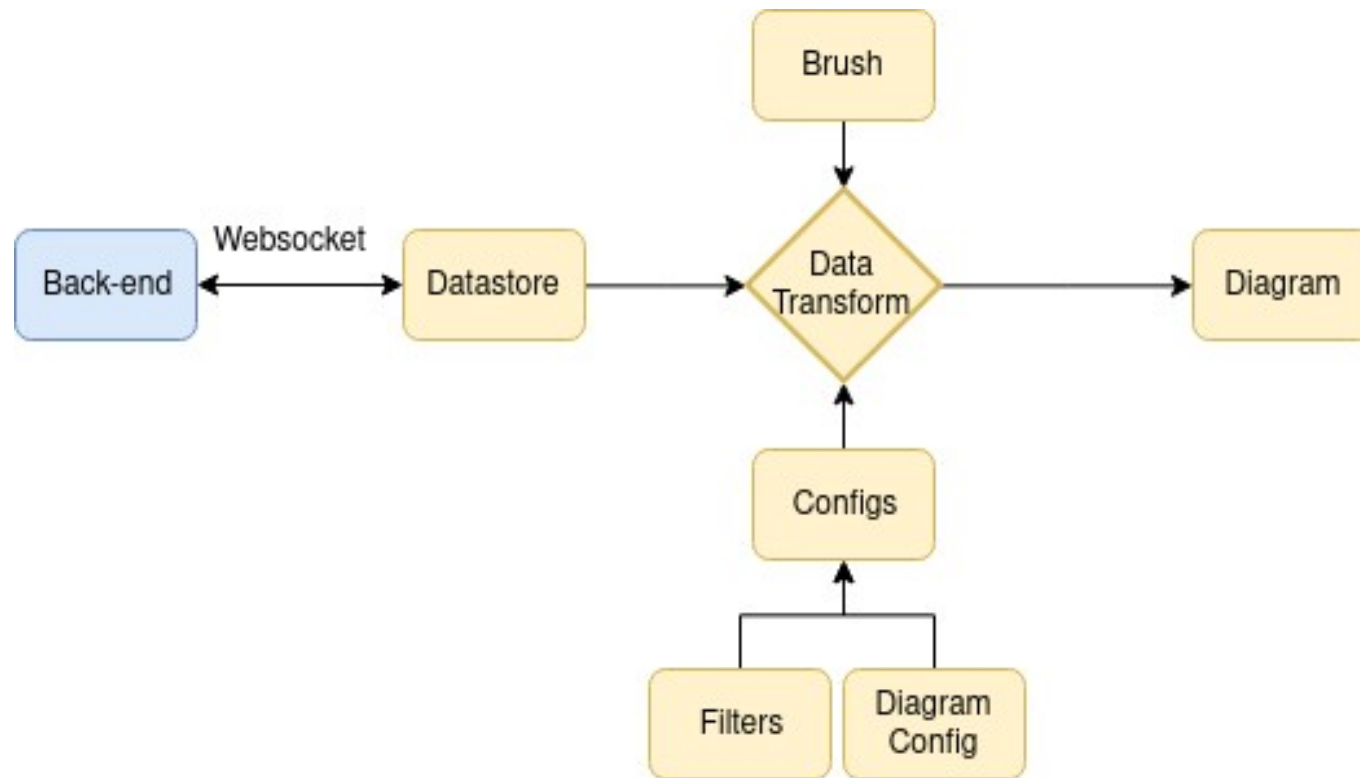 Brush
Websocket
Back-end
Datastore
Data
Transform
Diagram
Configs
Filters
Diagram
Config